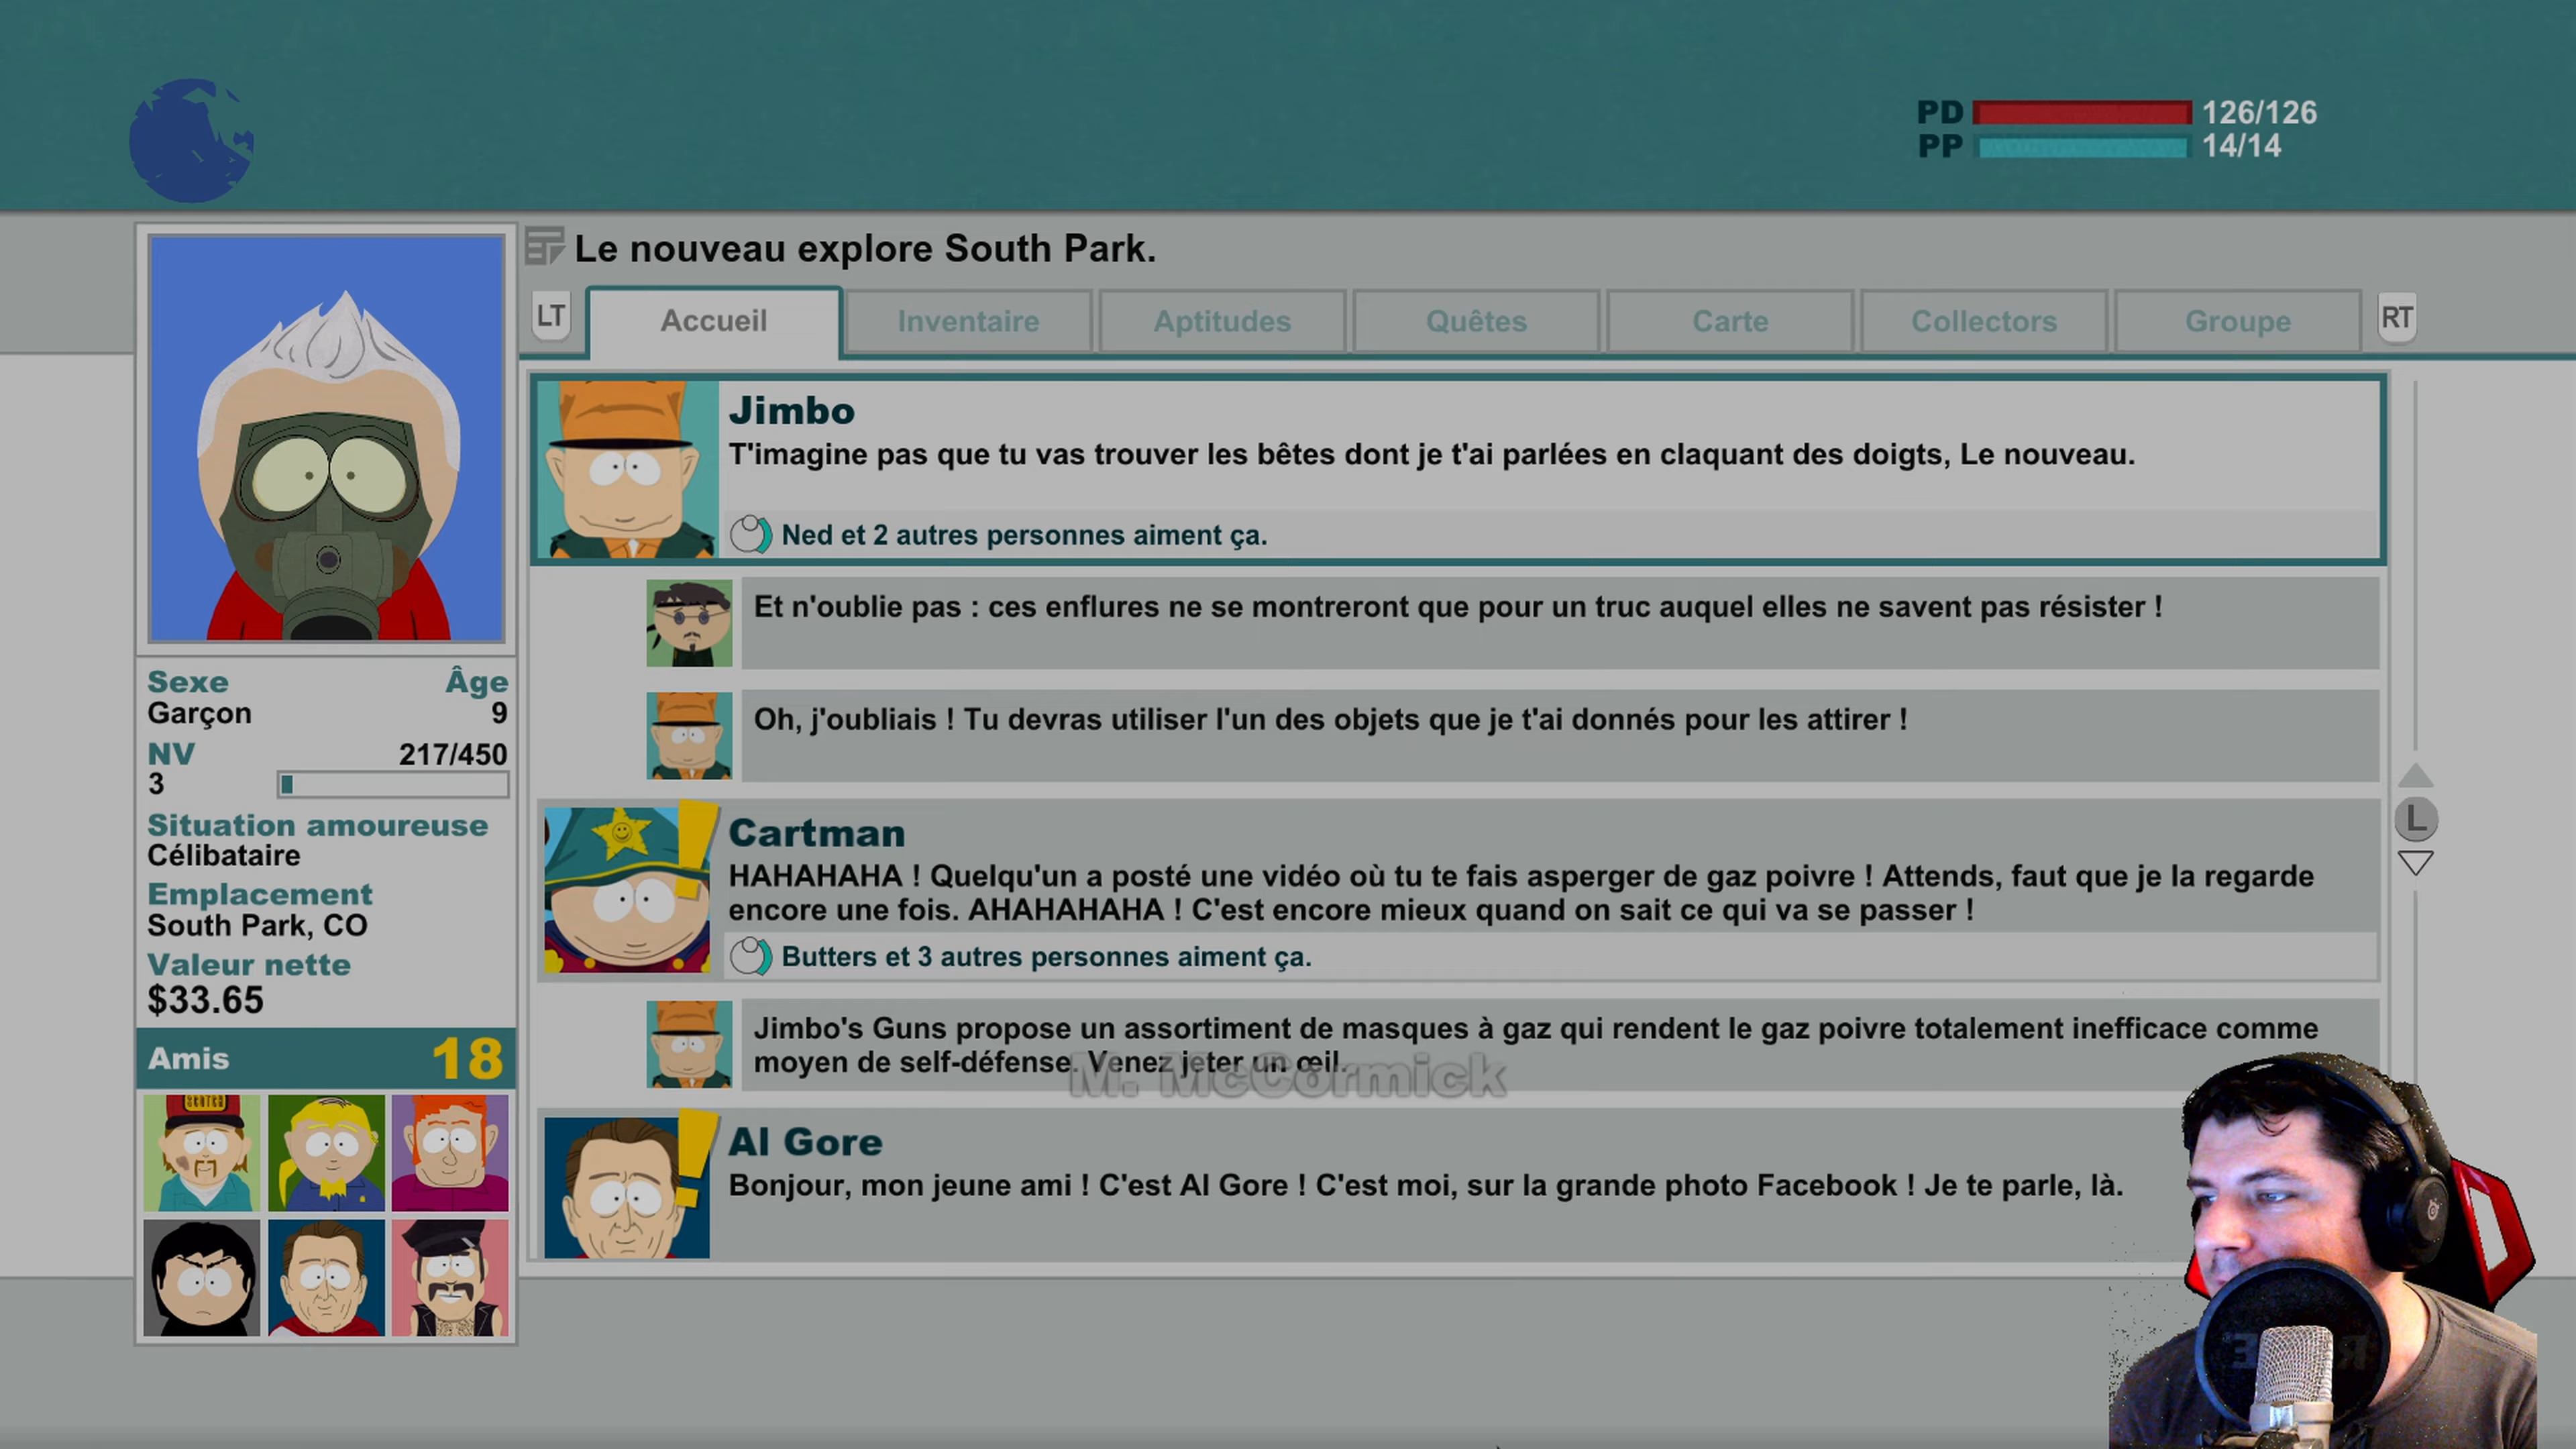 PD 126/126
PP 14/14
Le nouveau explore South Park.
LT Accueil Inventaire Aptitudes Quêtes Carte Collectors Groupe RT
Jimbo
T'imagine pas que tu vas trouver les bêtes dont je t'ai parlées en claquant des doigts, Le nouveau.
Ned et 2 autres personnes aiment ça.
Et n'oublie pas : ces enflures ne se montreront que pour un truc auquel elles ne savent pas résister !
Oh, j'oubliais ! Tu devras utiliser l'un des objets que je t'ai donnés pour les attirer !
Cartman
HAHAHAHA ! Quelqu'un a posté une vidéo où tu te fais asperger de gaz poivre ! Attends, faut que je la regarde
encore une fois. AHAHAHAHA ! C'est encore mieux quand on sait ce qui va se passer !
Butters et 3 autres personnes aiment ça.
Jimbo's Guns propose un assortiment de masques à gaz qui rendent le gaz poivre totalement inefficace comme
moyen de self-défense. Venez jeter un œil.
M. McCormick
Al Gore
Bonjour, mon jeune ami ! C'est Al Gore ! C'est moi, sur la grande photo Facebook ! Je te parle, là.
L
Sexe Âge
Garçon 9
NV 217/450
3
Situation amoureuse
Célibataire
Emplacement
South Park, CO
Valeur nette
$33.65
Amis 18
SCOTCH